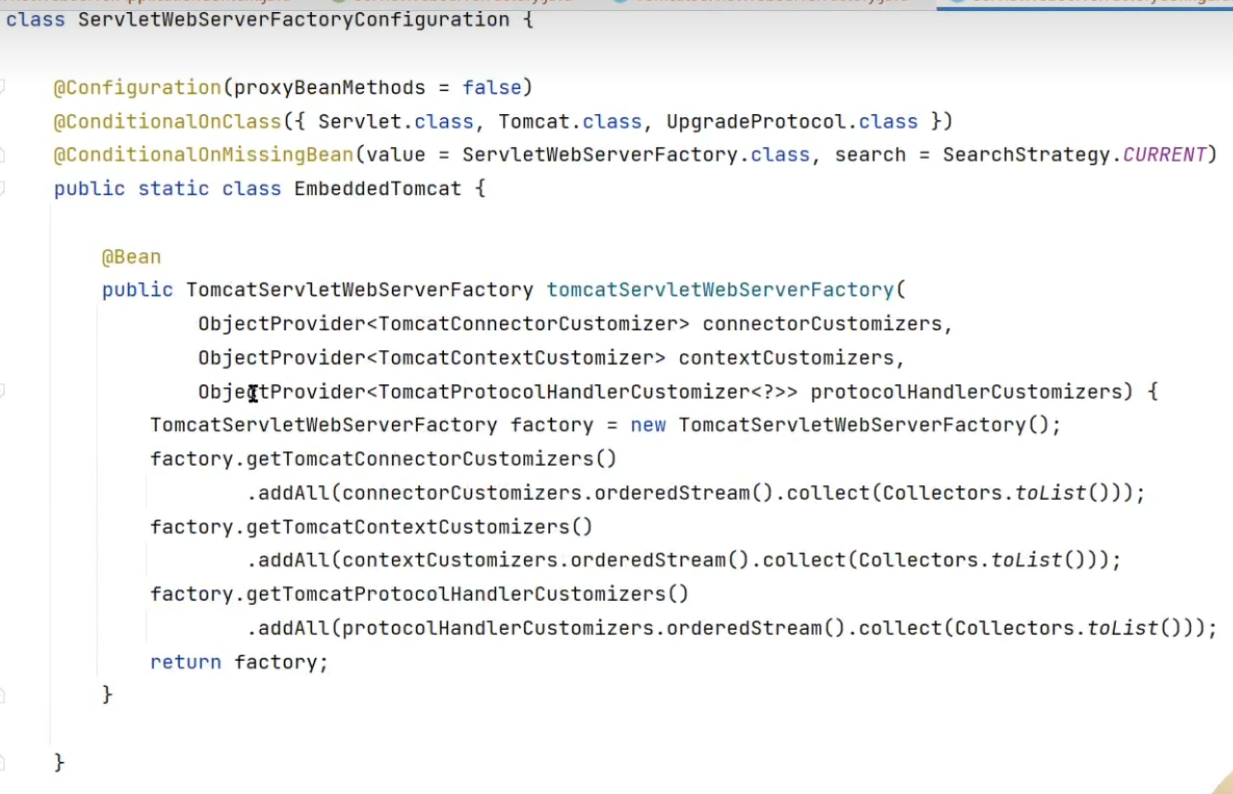 class ServletWebServerFactoryConfiguration {
@Configuration(proxyBeanMethods = false)
@ConditionalOnClass({ Servlet.class, Tomcat.class, UpgradeProtocol.class })
@ConditionalOnMissingBean(value = ServletWebServerFactory.class, search = SearchStrategy.CURRENT)
public static class EmbeddedTomcat {
@Bean
public TomcatServletWebServerFactory tomcatServletWebServerFactory(
ObjectProvider<TomcatConnectorCustomizer> connectorCustomizers,
ObjectProvider<TomcatContextCustomizer> contextCustomizers,
ObjectProvider<TomcatProtocolHandlerCustomizer<?>> protocolHandlerCustomizers) {
TomcatServletWebServerFactory factory = new TomcatServletWebServerFactory();
factory.getTomcatConnectorCustomizers()
.addAll(connectorCustomizers.orderedStream().collect(Collectors.toList()));
factory.getTomcatContextCustomizers()
.addAll(contextCustomizers.orderedStream().collect(Collectors.toList()));
factory.getTomcatProtocolHandlerCustomizers()
.addAll(protocolHandlerCustomizers.orderedStream().collect(Collectors.toList()));
return factory;
}
}